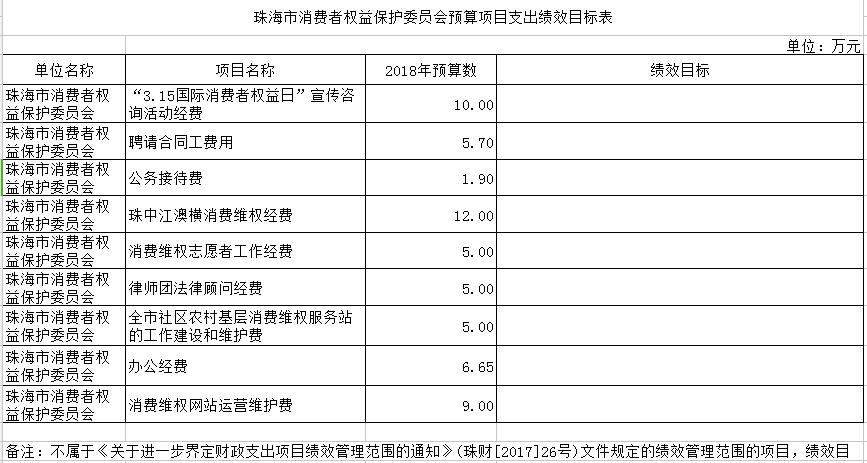 珠海市消费者权益保护委员会预算项目支出绩效目标表
单位：万元
单位名称 项目名称 2018年预算数 绩效目标
珠海市消费者权益保护委员会 “3.15国际消费者权益日”宣传咨询活动经费 10.00
珠海市消费者权益保护委员会 聘请合同工费用 5.70
珠海市消费者权益保护委员会 公务接待费 1.90
珠海市消费者权益保护委员会 珠中江澳横消费维权经费 12.00
珠海市消费者权益保护委员会 消费维权志愿者工作经费 5.00
珠海市消费者权益保护委员会 律师团法律顾问经费 5.00
珠海市消费者权益保护委员会 全市社区农村基层消费维权服务站的工作建设和维护费 5.00
珠海市消费者权益保护委员会 办公经费 6.65
珠海市消费者权益保护委员会 消费维权网站运营维护费 9.00
备注：不属于《关于进一步界定财政支出项目绩效管理范围的通知》(珠财[2017]26号)文件规定的绩效管理范围的项目，绩效目